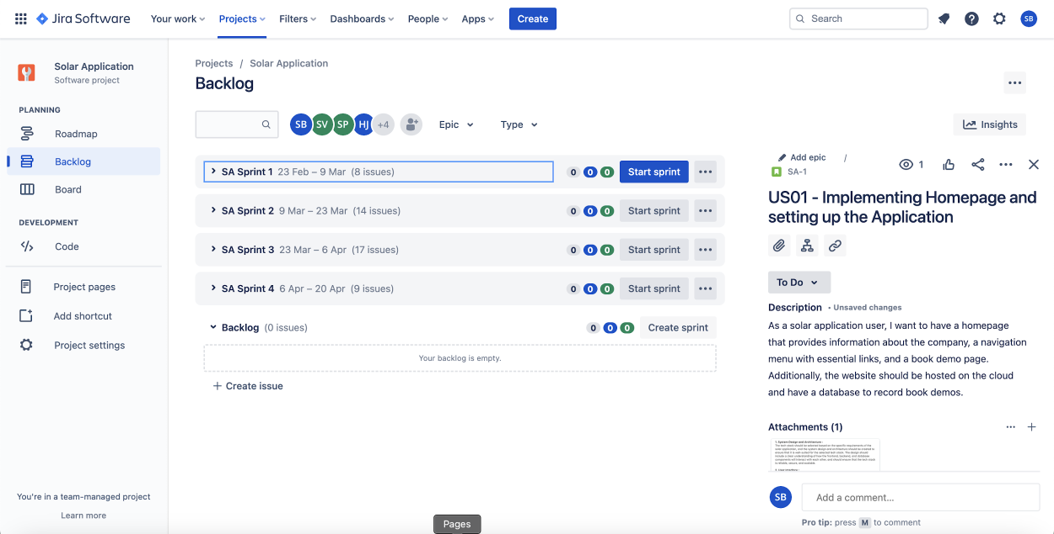 Jira Software
Your work
Projects
Filters
Dashboards
People
Apps
Create
Search
SB
Solar Application
Software project
PLANNING
Roadmap
Backlog
Board
DEVELOPMENT
Code
Project pages
Add shortcut
Project settings
You're in a team-managed project
Learn more
Projects / Solar Application
Backlog
SB SV SP HJ +4
Epic
Type
Insights
SA Sprint 1 23 Feb – 9 Mar (8 issues) 0 0 0 Start sprint
SA Sprint 2 9 Mar – 23 Mar (14 issues) 0 0 0 Start sprint
SA Sprint 3 23 Mar – 6 Apr (17 issues) 0 0 0 Start sprint
SA Sprint 4 6 Apr – 20 Apr (9 issues) 0 0 0 Start sprint
Backlog (0 issues) 0 0 0 Create sprint
Your backlog is empty.
+ Create issue
Pages
Add epic /
SA-1
1
US01 - Implementing Homepage and
setting up the Application
To Do
Description • Unsaved changes
As a solar application user, I want to have a homepage
that provides information about the company, a navigation
menu with essential links, and a book demo page.
Additionally, the website should be hosted on the cloud
and have a database to record book demos.
Attachments (1)
SB
Add a comment...
Pro tip: press M to comment